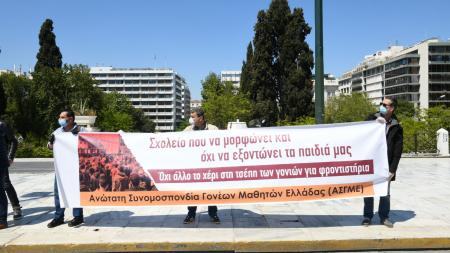 Σχολείο που να μορφώνει και
όχι να εξοντώνει τα παιδιά μας
Όχι άλλο το χέρι στη τσέπη των γονιών για φροντιστήρια
Ανώτατη Συνομοσπονδία Γονέων Μαθητών Ελλάδας (ΑΣΓΜΕ)